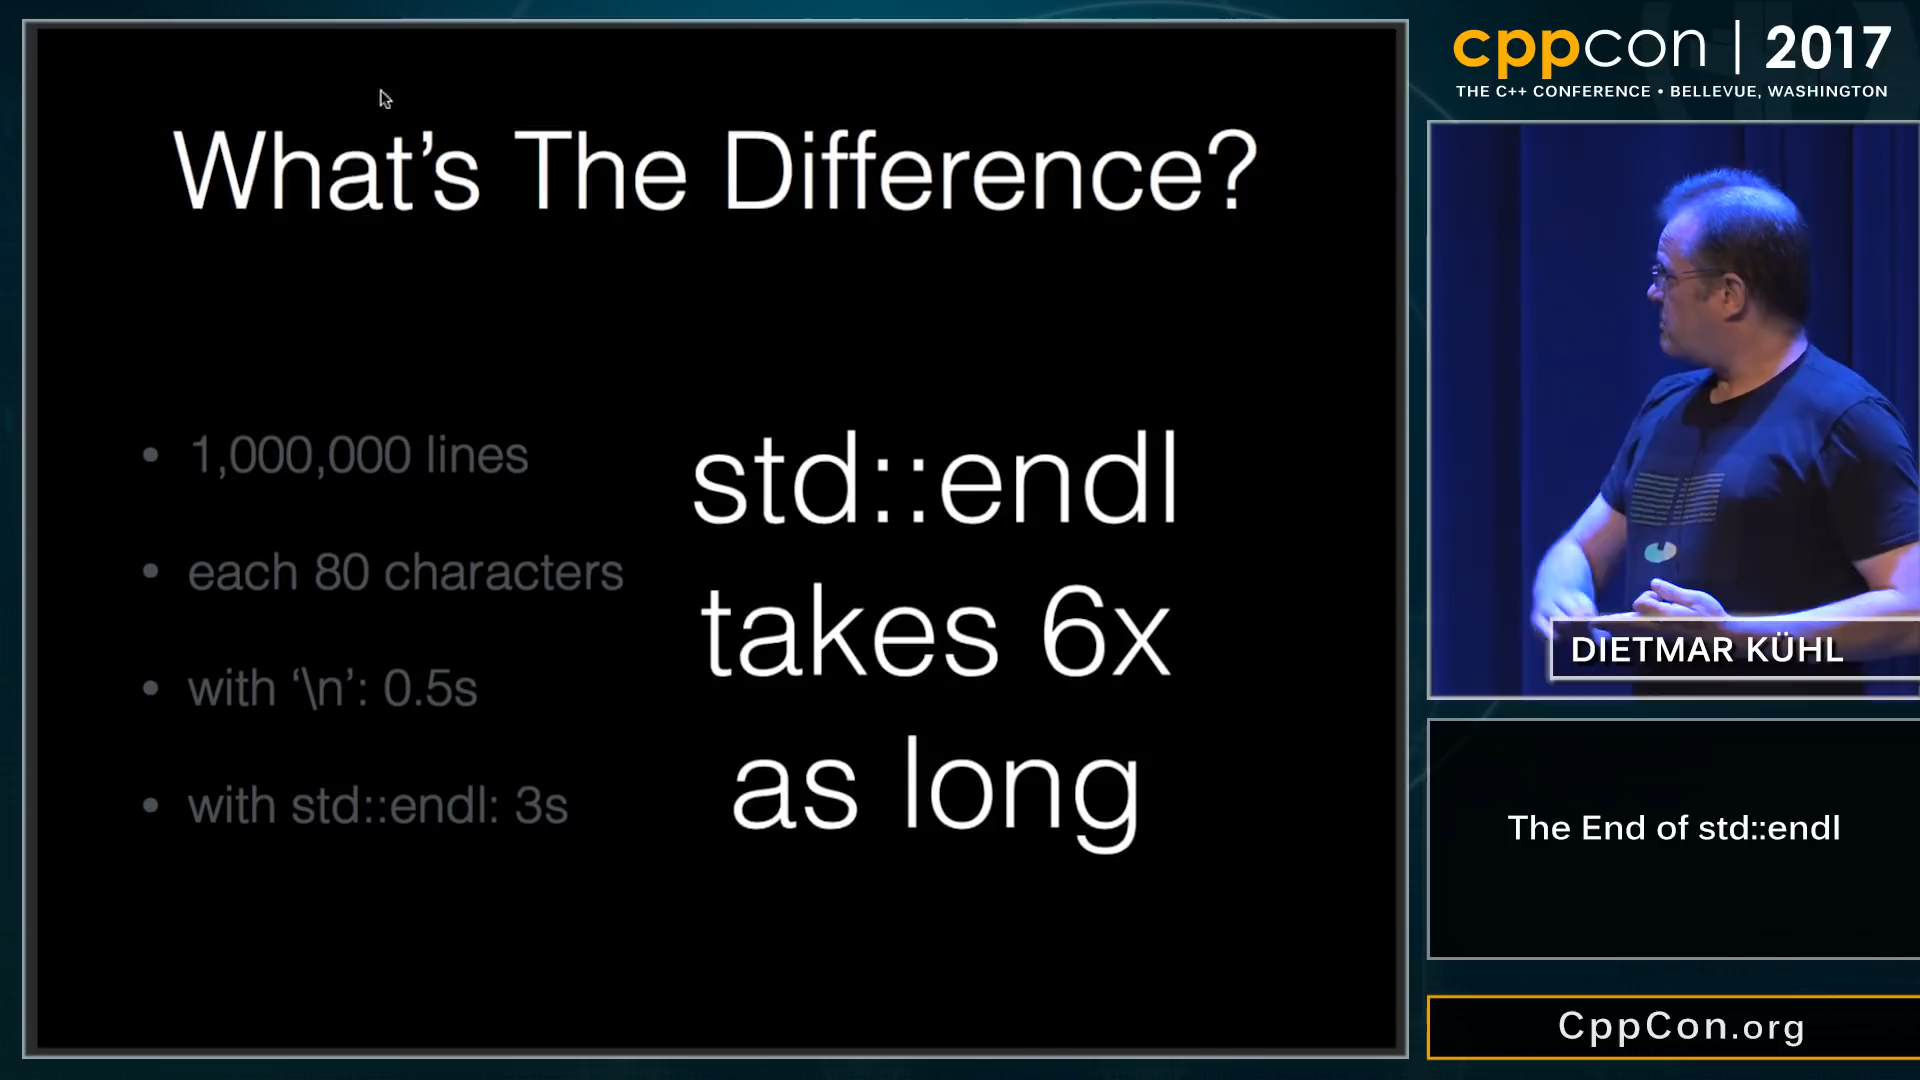 What's The Difference?
• 1,000,000 lines
• each 80 characters
• with ‘\n’: 0.5s
• with std::endl: 3s
std::endl
takes 6x
as long
cppcon | 2017
THE C++ CONFERENCE • BELLEVUE, WASHINGTON
DIETMAR KÜHL
The End of std::endl
CppCon.org